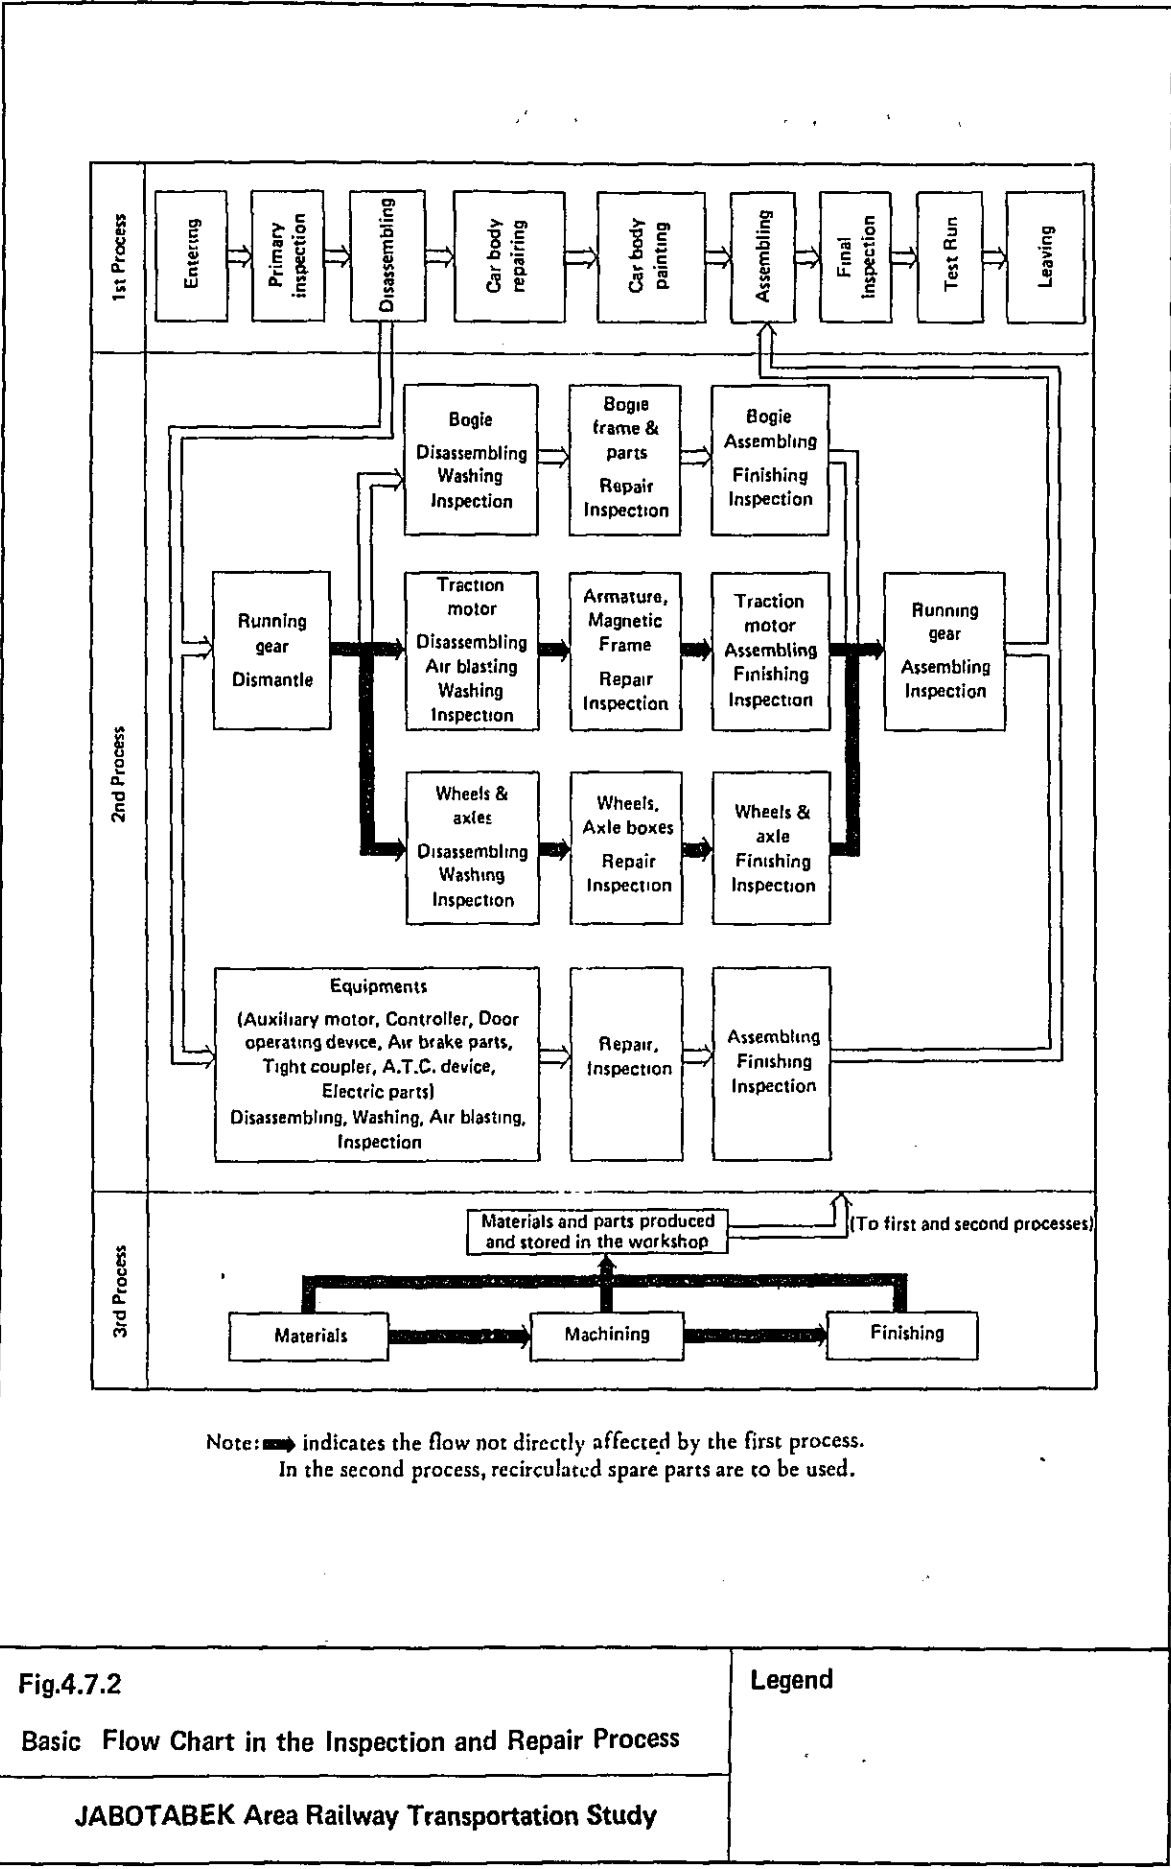 1st Process
Entering
Primary
inspection
Disassembling
Car body
repairing
Car body
painting
Assembling
Final
inspection
Test Run
Leaving
2nd Process
Running
gear
Dismantle
Bogie
Disassembling
Washing
Inspection
Bogie
frame &
parts
Repair
Inspection
Bogie
Assembling
Finishing
Inspection
Traction
motor
Disassembling
Air blasting
Washing
Inspection
Armature,
Magnetic
Frame
Repair
Inspection
Traction
motor
Assembling
Finishing
Inspection
Running
gear
Assembling
Inspection
Wheels &
axles
Disassembling
Washing
Inspection
Wheels,
Axle boxes
Repair
Inspection
Wheels &
axle
Finishing
Inspection
Equipments
(Auxiliary motor, Controller, Door
operating device, Air brake parts,
Tight coupler, A.T.C. device,
Electric parts)
Disassembling, Washing, Air blasting,
Inspection
Repair,
Inspection
Assembling
Finishing
Inspection
3rd Process
Materials and parts produced
and stored in the workshop
(To first and second processes)
Materials
Machining
Finishing
Note: indicates the flow not directly affected by the first process.
In the second process, recirculated spare parts are to be used.
Fig.4.7.2
Basic Flow Chart in the Inspection and Repair Process
JABOTABEK Area Railway Transportation Study
Legend